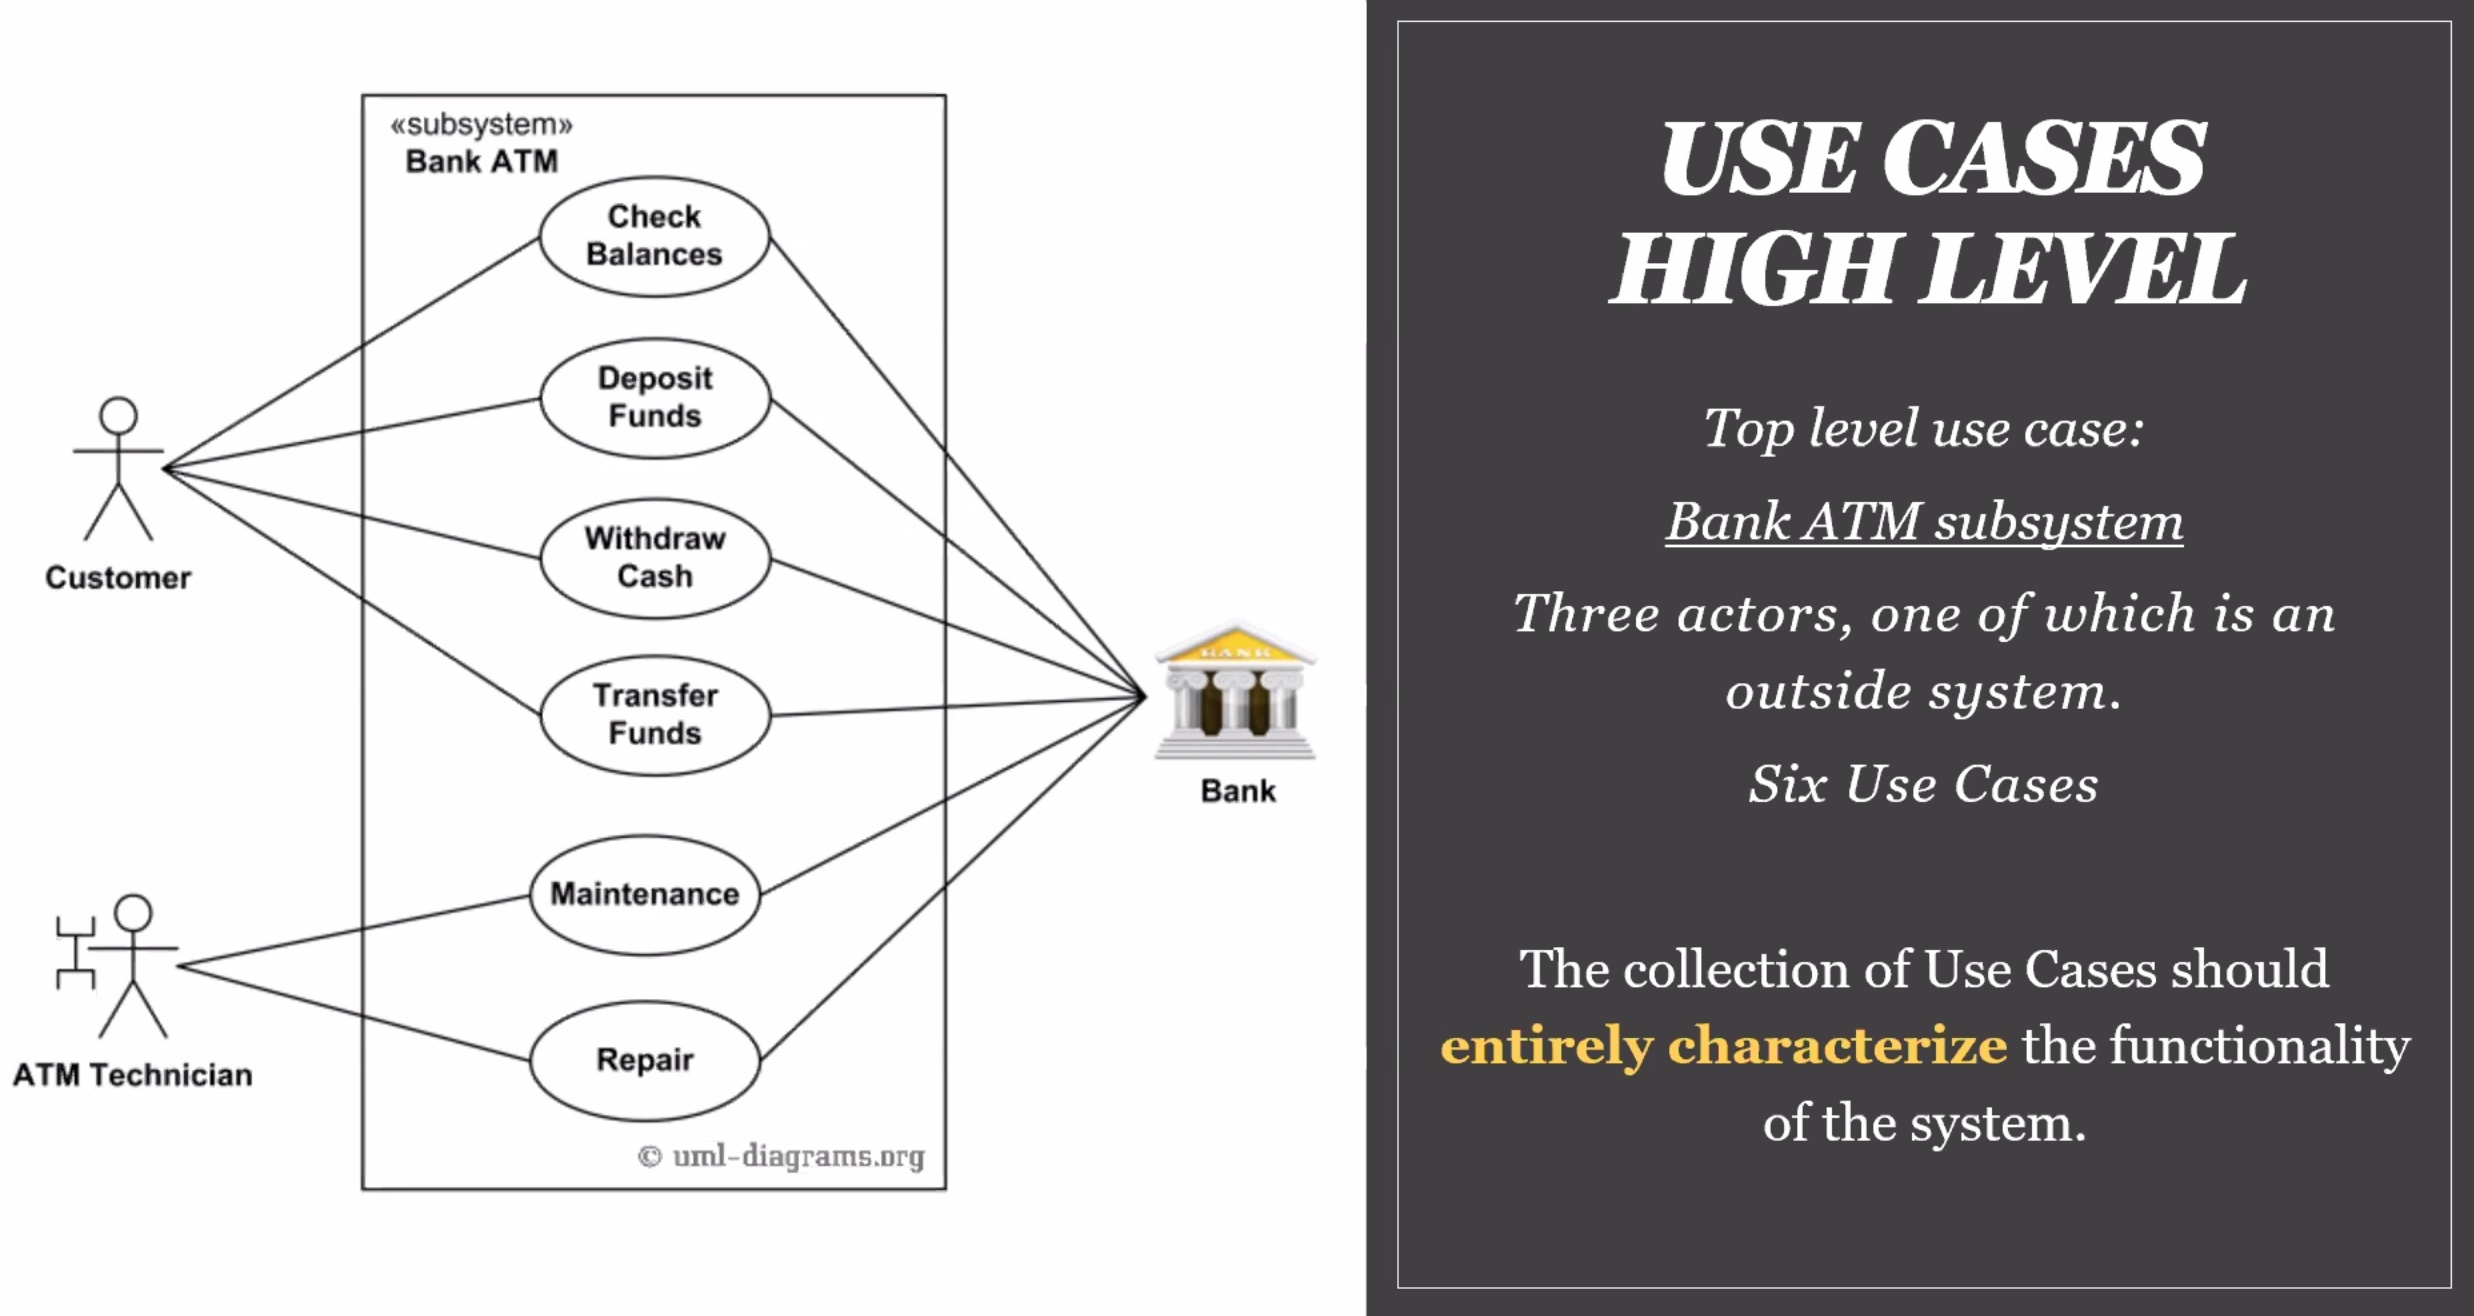 «subsystem»
Bank ATM
Check
Balances
Deposit
Funds
Withdraw
Cash
Transfer
Funds
Maintenance
Repair
Customer
ATM Technician
BANK
Bank
© uml-diagrams.org
USE CASES
HIGH LEVEL
Top level use case:
Bank ATM subsystem
Three actors, one of which is an
outside system.
Six Use Cases
The collection of Use Cases should
entirely characterize the functionality
of the system.